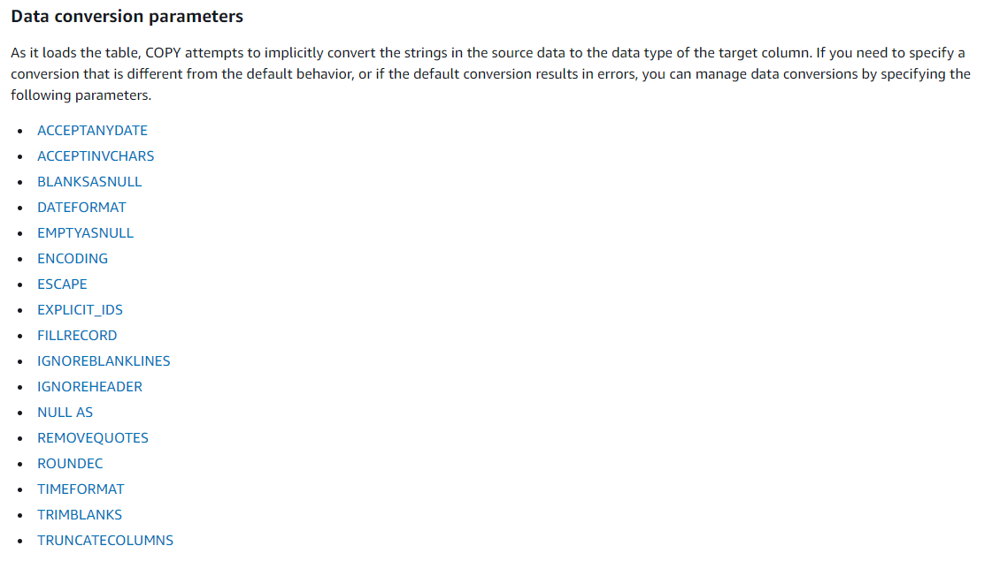 Data conversion parameters
As it loads the table, COPY attempts to implicitly convert the strings in the source data to the data type of the target column. If you need to specify a
conversion that is different from the default behavior, or if the default conversion results in errors, you can manage data conversions by specifying the
following parameters.
• ACCEPTANYDATE
• ACCEPTINVCHARS
• BLANKSASNULL
• DATEFORMAT
• EMPTYASNULL
• ENCODING
• ESCAPE
• EXPLICIT_IDS
• FILLRECORD
• IGNOREBLANKLINES
• IGNOREHEADER
• NULL AS
• REMOVEQUOTES
• ROUNDEC
• TIMEFORMAT
• TRIMBLANKS
• TRUNCATECOLUMNS